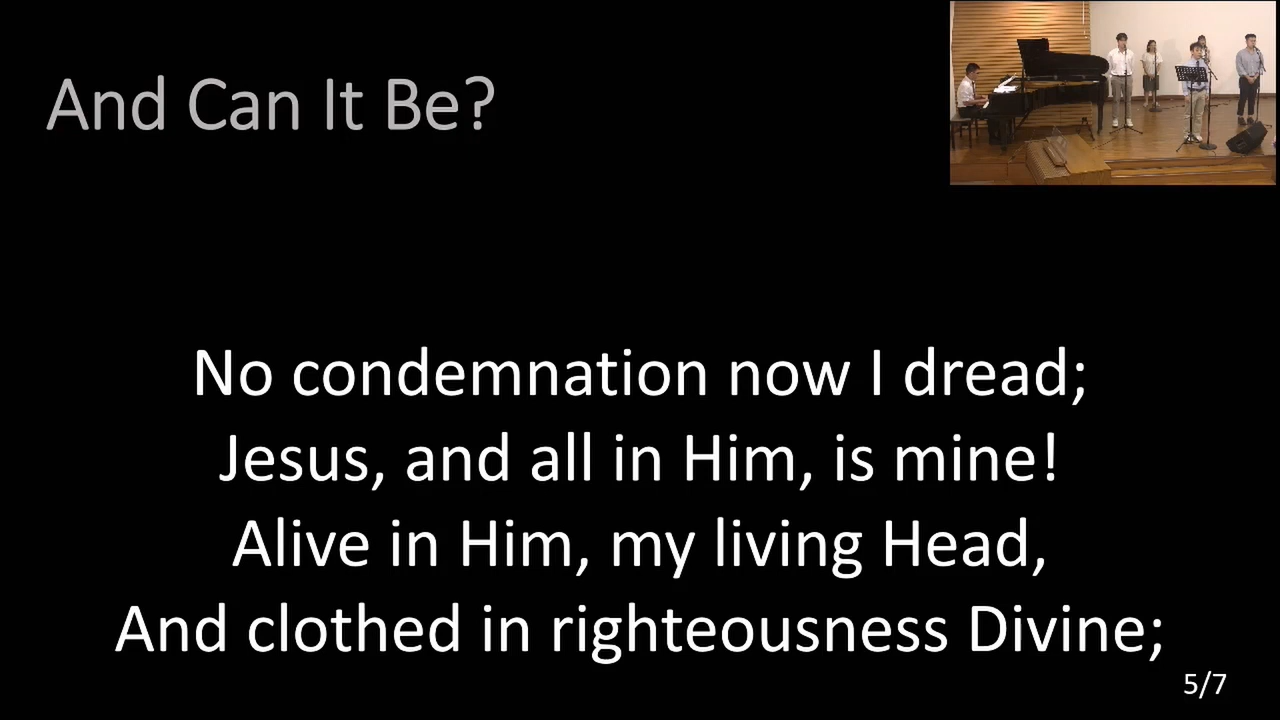 And Can It Be?
No condemnation now I dread;
Jesus, and all in Him, is mine!
Alive in Him, my living Head,
And clothed in righteousness Divine;
5/7